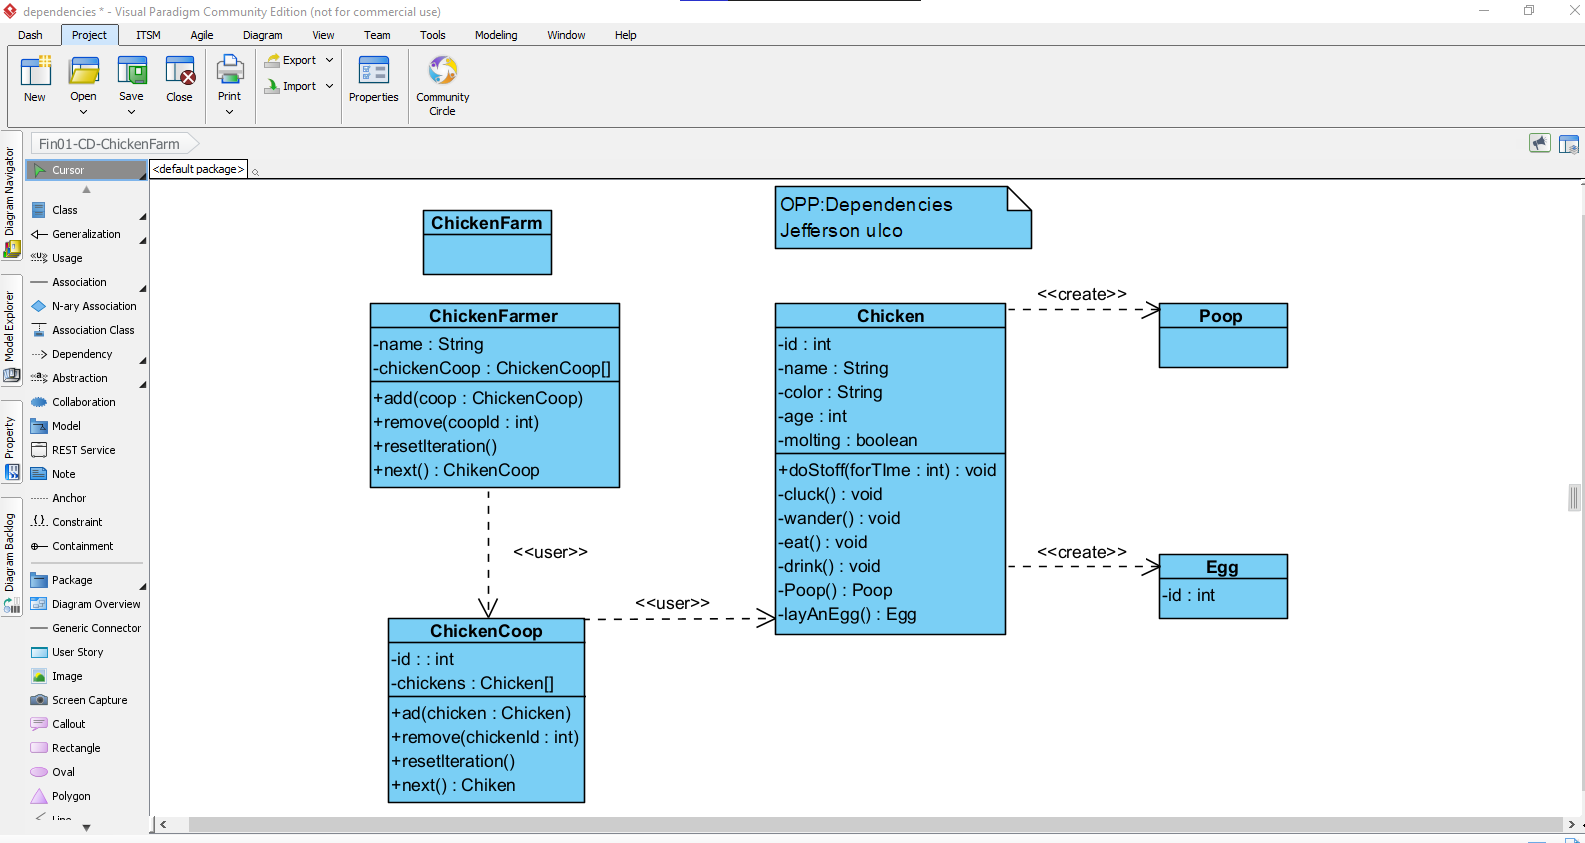 dependencies * - Visual Paradigm Community Edition (not for commercial use)
Dash Project ITSM Agile Diagram View Team Tools Modeling Window Help
New Open Save Close Print Export Import Properties Community Circle
Fin01-CD-ChickenFarm
Diagram Navigator
Model Explorer
Property
Diagram Backlog
Cursor
Class
Generalization
Usage
Association
N-ary Association
Association Class
Dependency
Abstraction
Collaboration
Model
REST Service
Note
Anchor
Constraint
Containment
Package
Diagram Overview
Generic Connector
User Story
Image
Screen Capture
Callout
Rectangle
Oval
Polygon
Line
<default package>
ChickenFarm
OPP:Dependencies
Jefferson ulco
ChickenFarmer
-name : String
-chickenCoop : ChickenCoop[]
+add(coop : ChickenCoop)
+remove(coopId : int)
+resetIteration()
+next() : ChikenCoop
<<user>>
ChickenCoop
-id : : int
-chickens : Chicken[]
+ad(chicken : Chicken)
+remove(chickenId : int)
+resetIteration()
+next() : Chiken
<<user>>
Chicken
-id : int
-name : String
-color : String
-age : int
-molting : boolean
+doStoff(forTIme : int) : void
-cluck() : void
-wander() : void
-eat() : void
-drink() : void
-Poop() : Poop
-layAnEgg() : Egg
<<create>>
Poop
<<create>>
Egg
-id : int